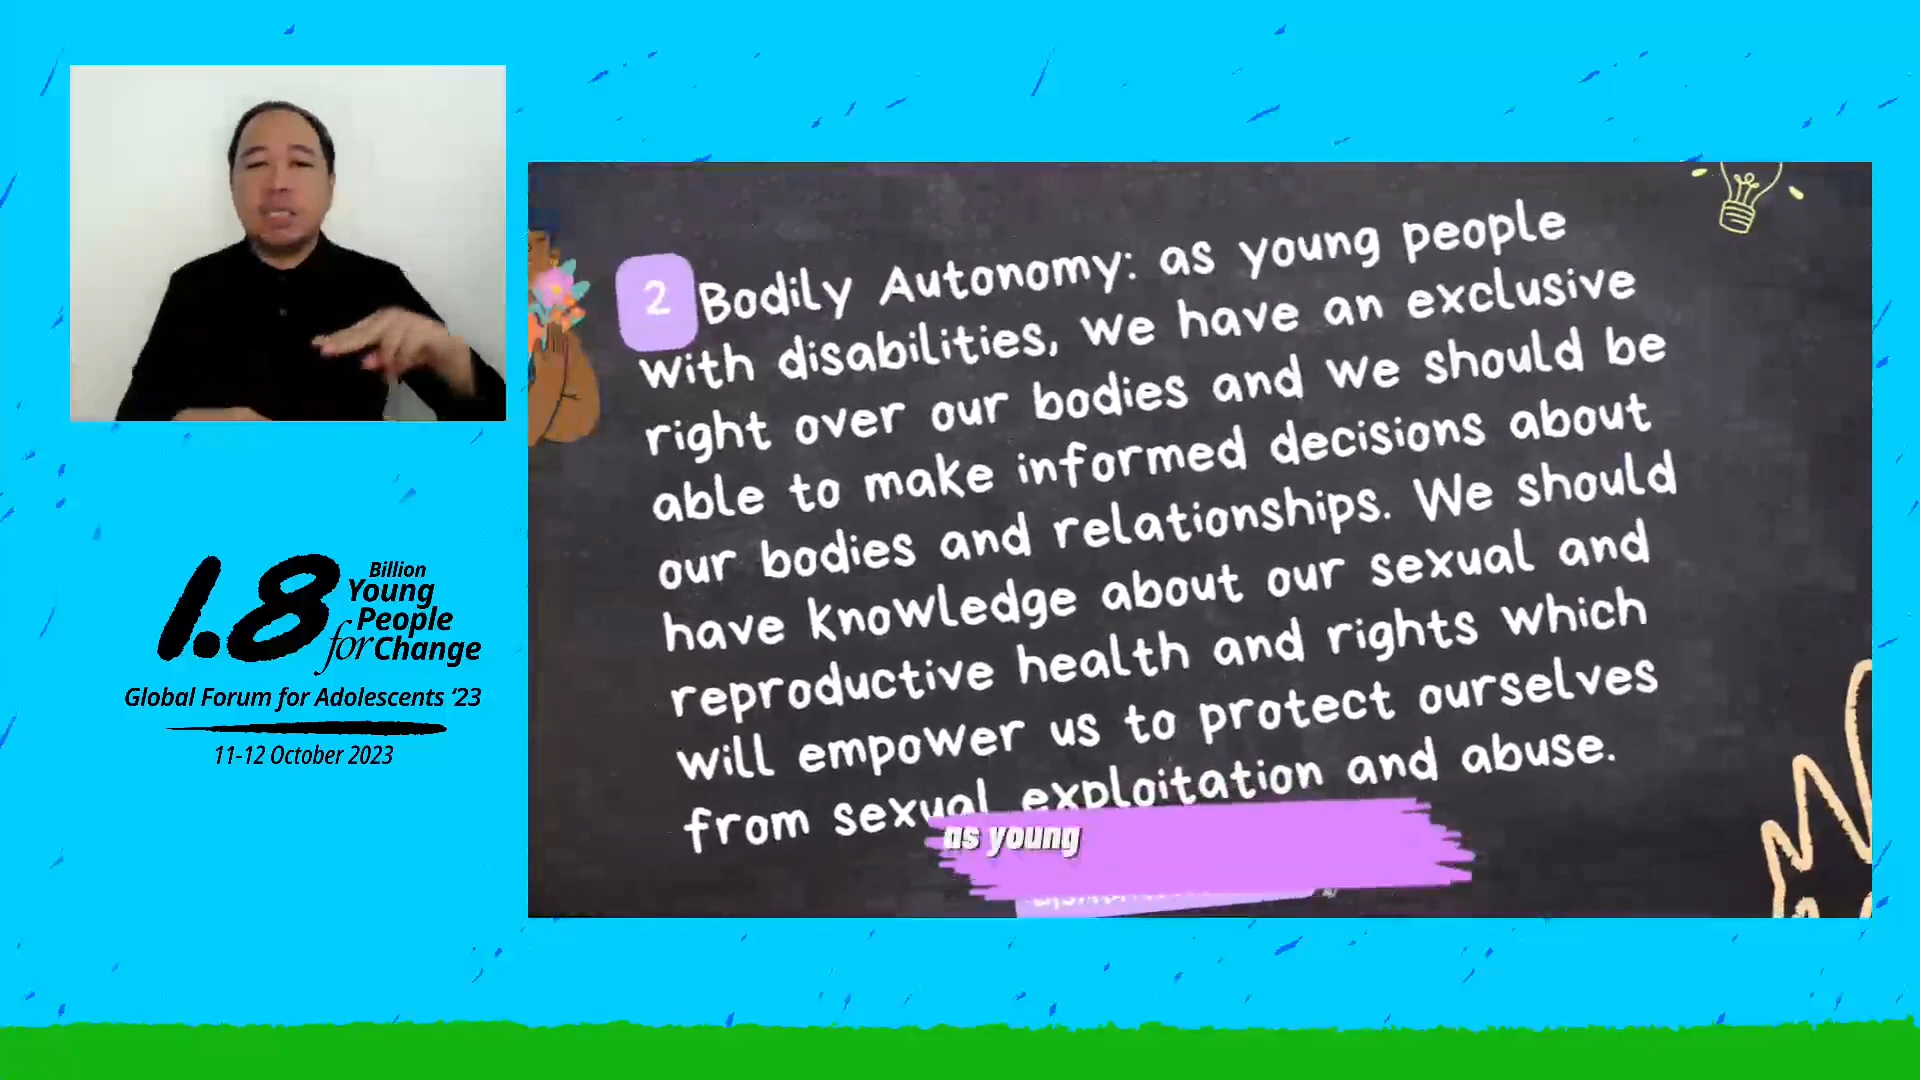 1.8
Billion
Young
People
for Change
Global Forum for Adolescents ‘23
11-12 October 2023
2 Bodily Autonomy: as young people
with disabilities, we have an exclusive
right over our bodies and we should be
able to make informed decisions about
our bodies and relationships. We should
have knowledge about our sexual and
reproductive health and rights which
will empower us to protect ourselves
from sexual exploitation and abuse.
as young